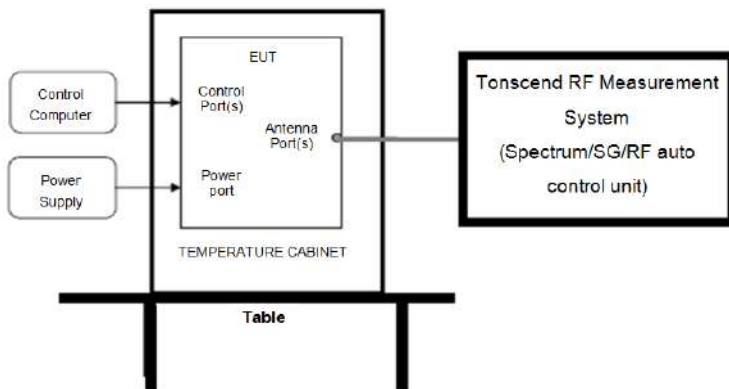 EUT
Control
Computer
Control
Port(s)
Antenna
Port(s)
Power
Supply
Power
port
TEMPERATURE CABINET
Table
Tonscend RF Measurement
System
(Spectrum/SG/RF auto
control unit)